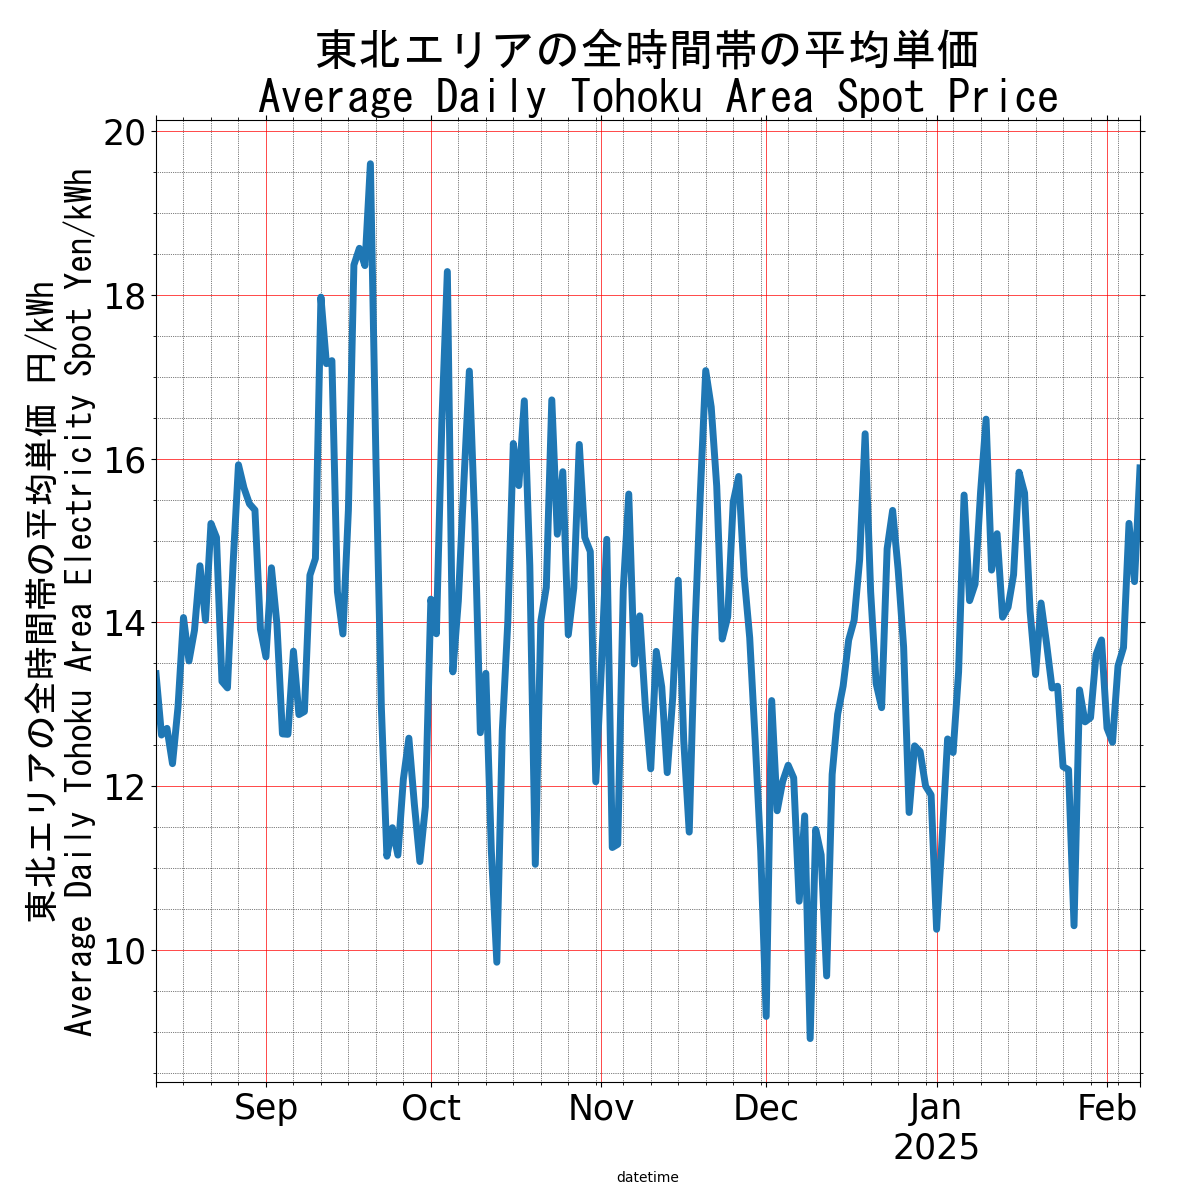 東北エリアの全時間帯の平均単価
Average Daily Tohoku Area Spot Price
東北エリアの全時間帯の平均単価 円/kWh
Average Daily Tohoku Area Electricity Spot Yen/kWh
20
18
16
14
12
10
Sep Oct Nov Dec Jan Feb
2025
datetime